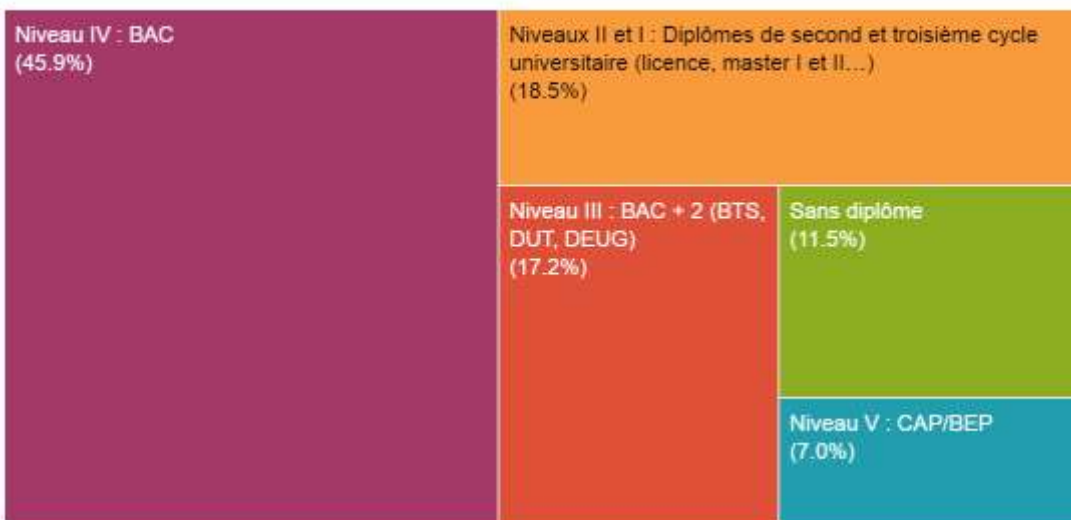 Niveau IV : BAC
(45.9%)
Niveaux II et I : Diplômes de second et troisième cycle
universitaire (licence, master I et II…)
(18.5%)
Niveau III : BAC + 2 (BTS,
DUT, DEUG)
(17.2%)
Sans diplôme
(11.5%)
Niveau V : CAP/BEP
(7.0%)